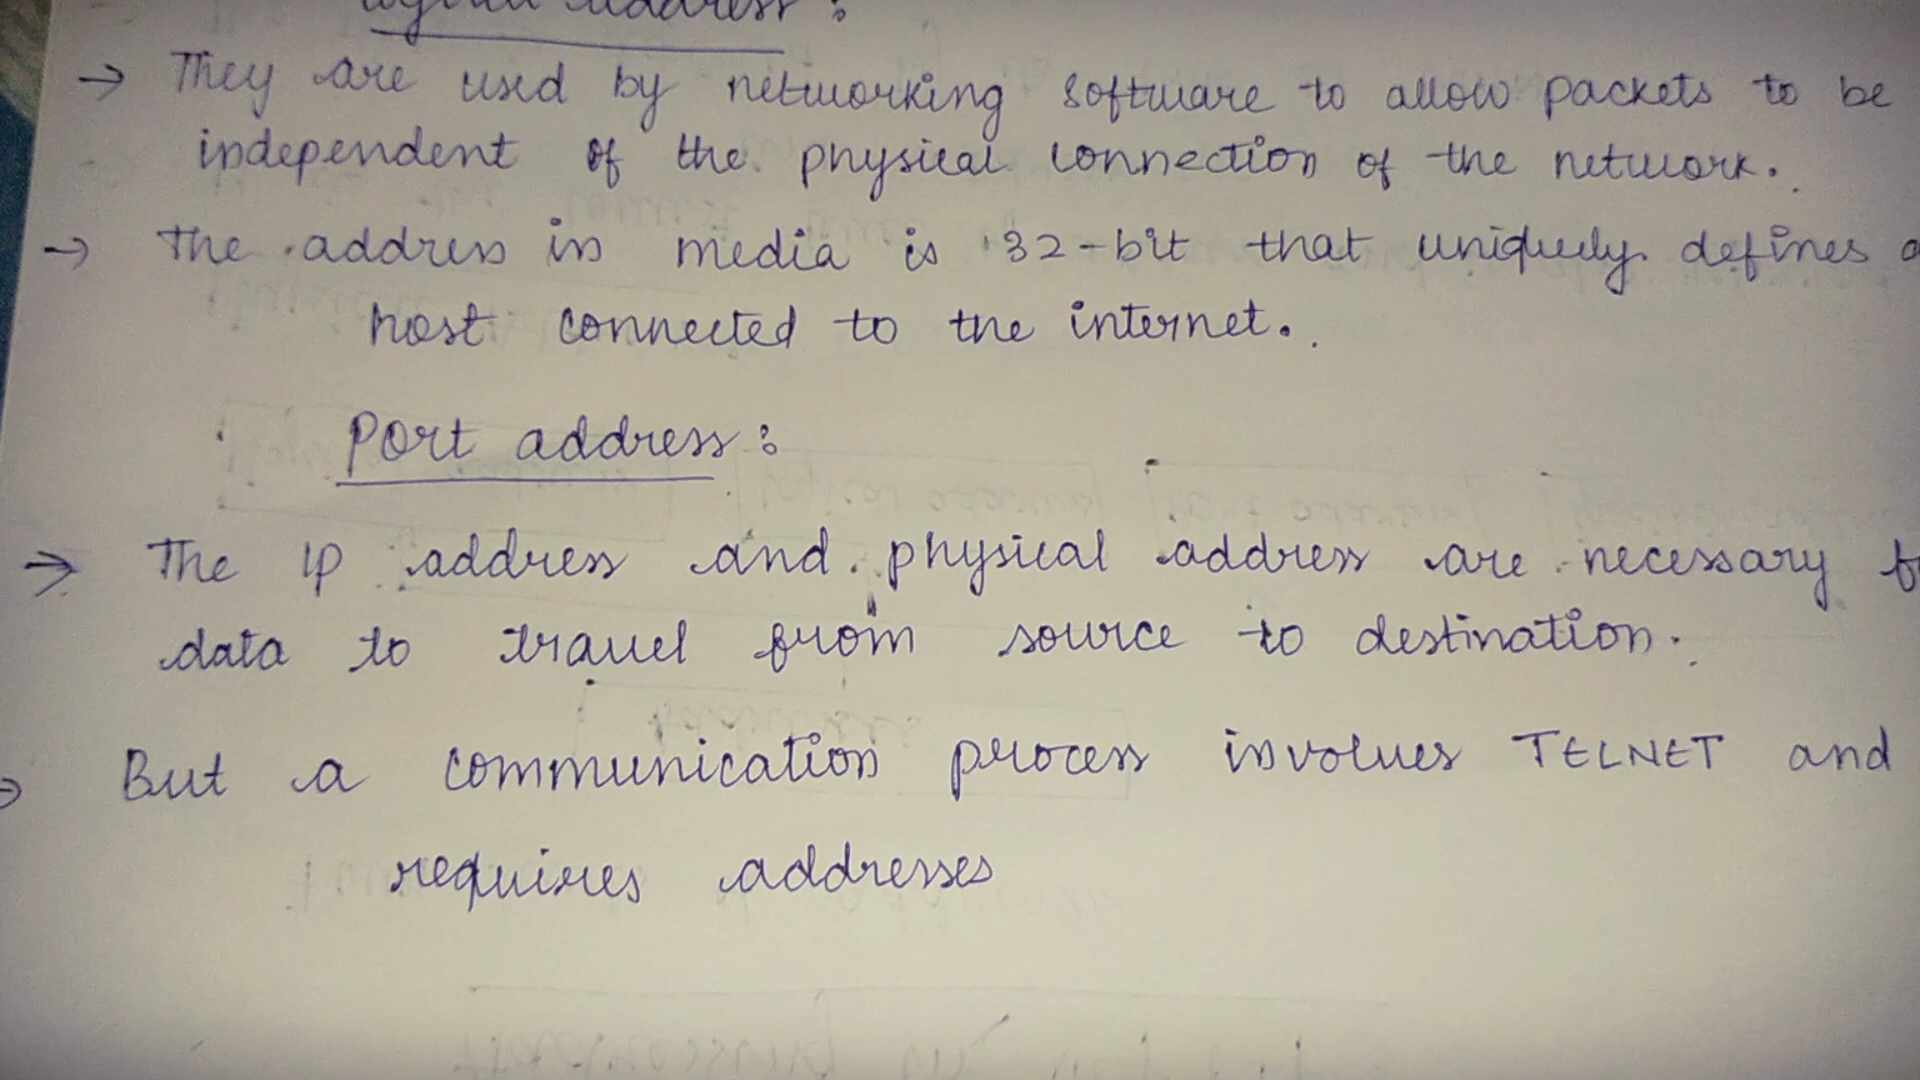 address :
→ They are used by networking software to allow packets to be
independent of the physical connection of the network.
→ The address in media is 32-bit that uniquely defines a
host connected to the internet.
Port address :
→ The IP address and physical address are necessary
data to travel from source to destination.
→ But a communication process involves TELNET and
requires addresses